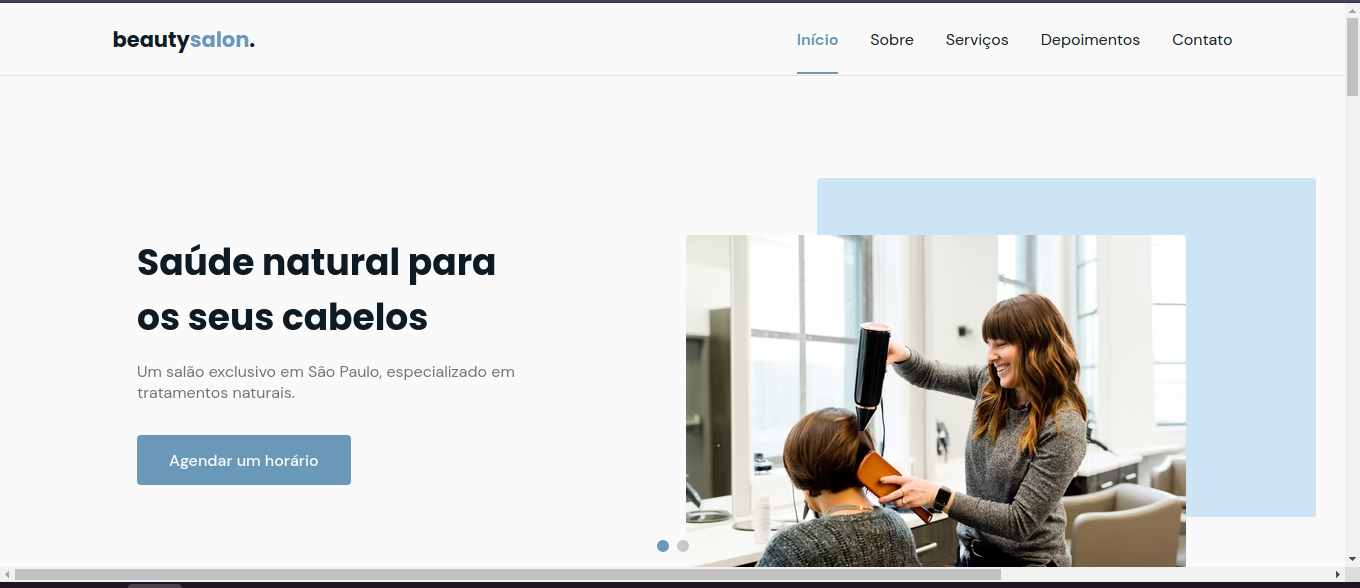 beautysalon.
Início Sobre Serviços Depoimentos Contato
Saúde natural para
os seus cabelos
Um salão exclusivo em São Paulo, especializado em
tratamentos naturais.
Agendar um horário